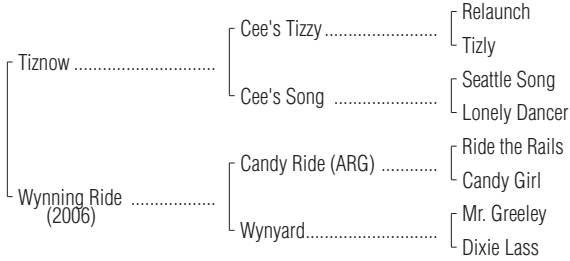 Relaunch
Cee's Tizzy
Tizly
Tiznow
Seattle Song
Cee's Song
Lonely Dancer
Ride the Rails
Candy Ride (ARG)
Candy Girl
Wynning Ride
(2006)
Mr. Greeley
Wynyard
Dixie Lass